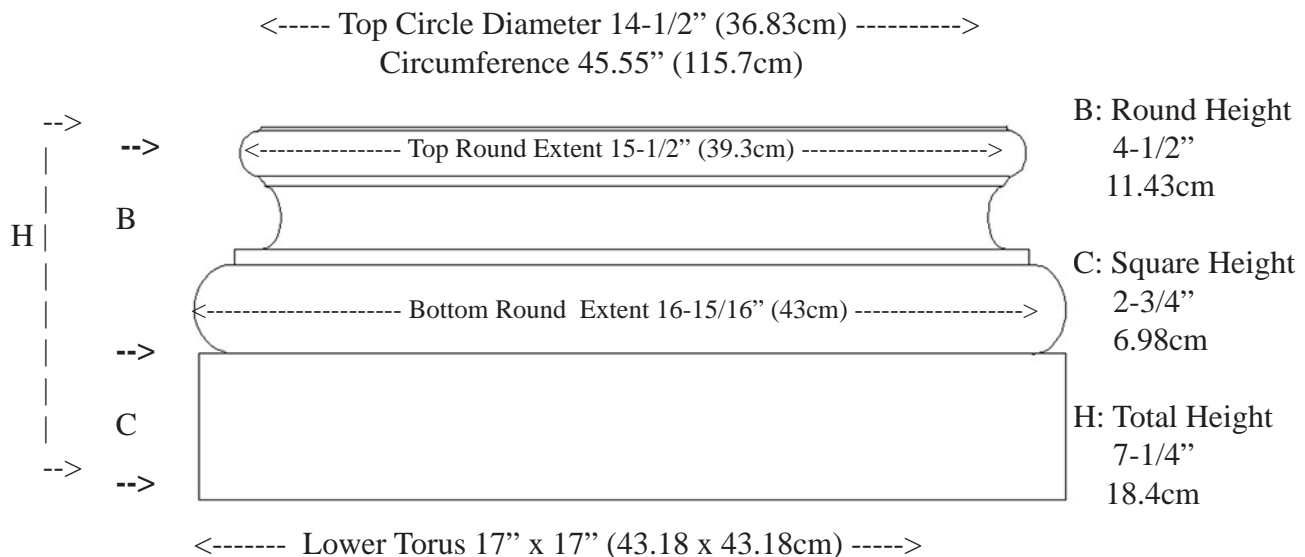 <----- Top Circle Diameter 14-1/2” (36.83cm) ---------->
Circumference 45.55” (115.7cm)
-->
-->
B: Round Height
4-1/2”
11.43cm
<---------------- Top Round Extent 15-1/2” (39.3cm) --------------------->
H
B
C: Square Height
2-3/4”
6.98cm
<---------------------- Bottom Round  Extent 16-15/16” (43cm) ------------------->
-->
C
H: Total Height
7-1/4”
18.4cm
-->
-->
<-------  Lower Torus 17” x 17” (43.18 x 43.18cm) ----->